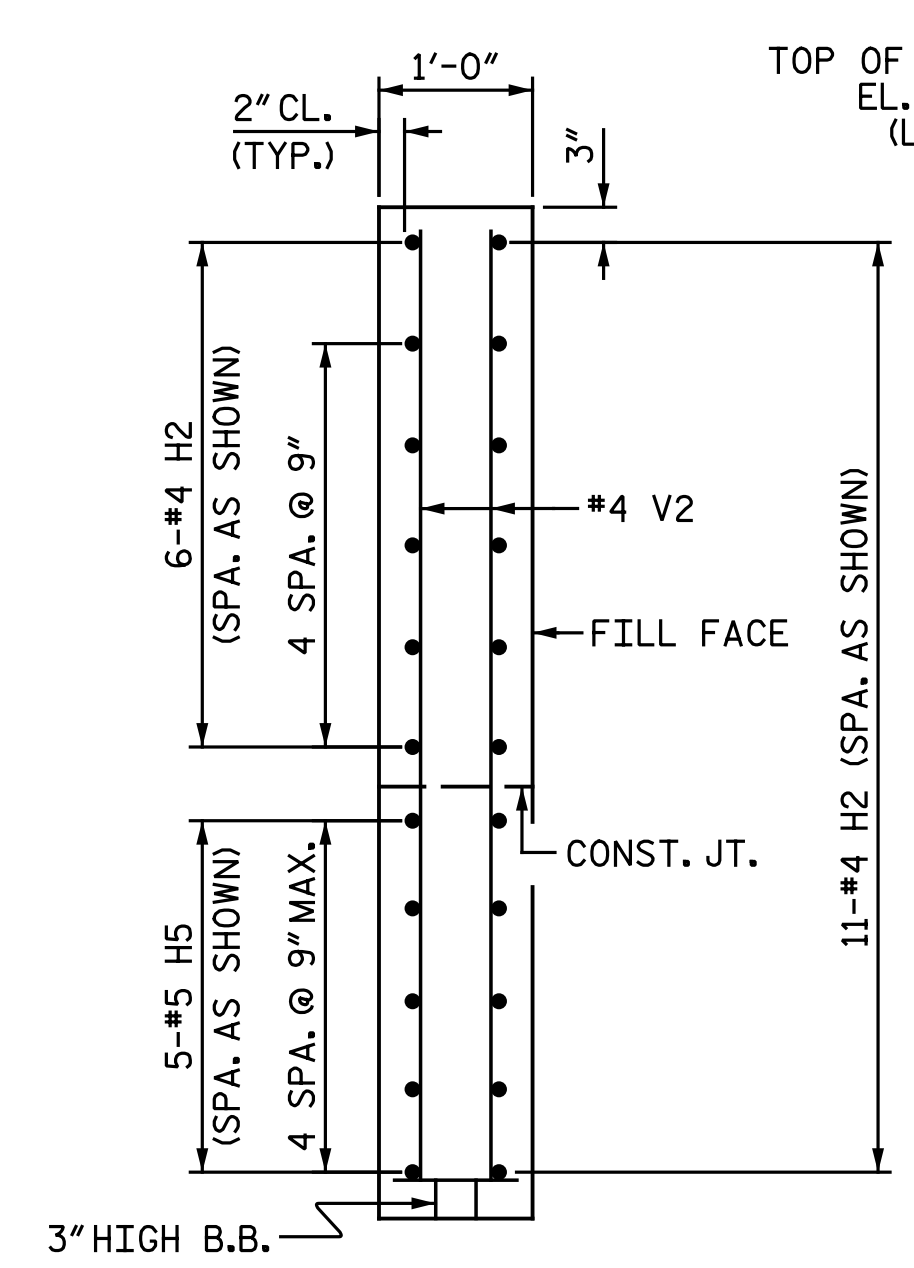 1'-0"
TOP OF
EL.
(L
2" CL.
(TYP.)
3"
6-#4 H2
(SPA. AS SHOWN)
4 SPA. @ 9"
#4 V2
FILL FACE
11-#4 H2 (SPA. AS SHOWN)
CONST. JT.
5-#5 H5
(SPA. AS SHOWN)
4 SPA. @ 9" MAX.
3" HIGH B.B.